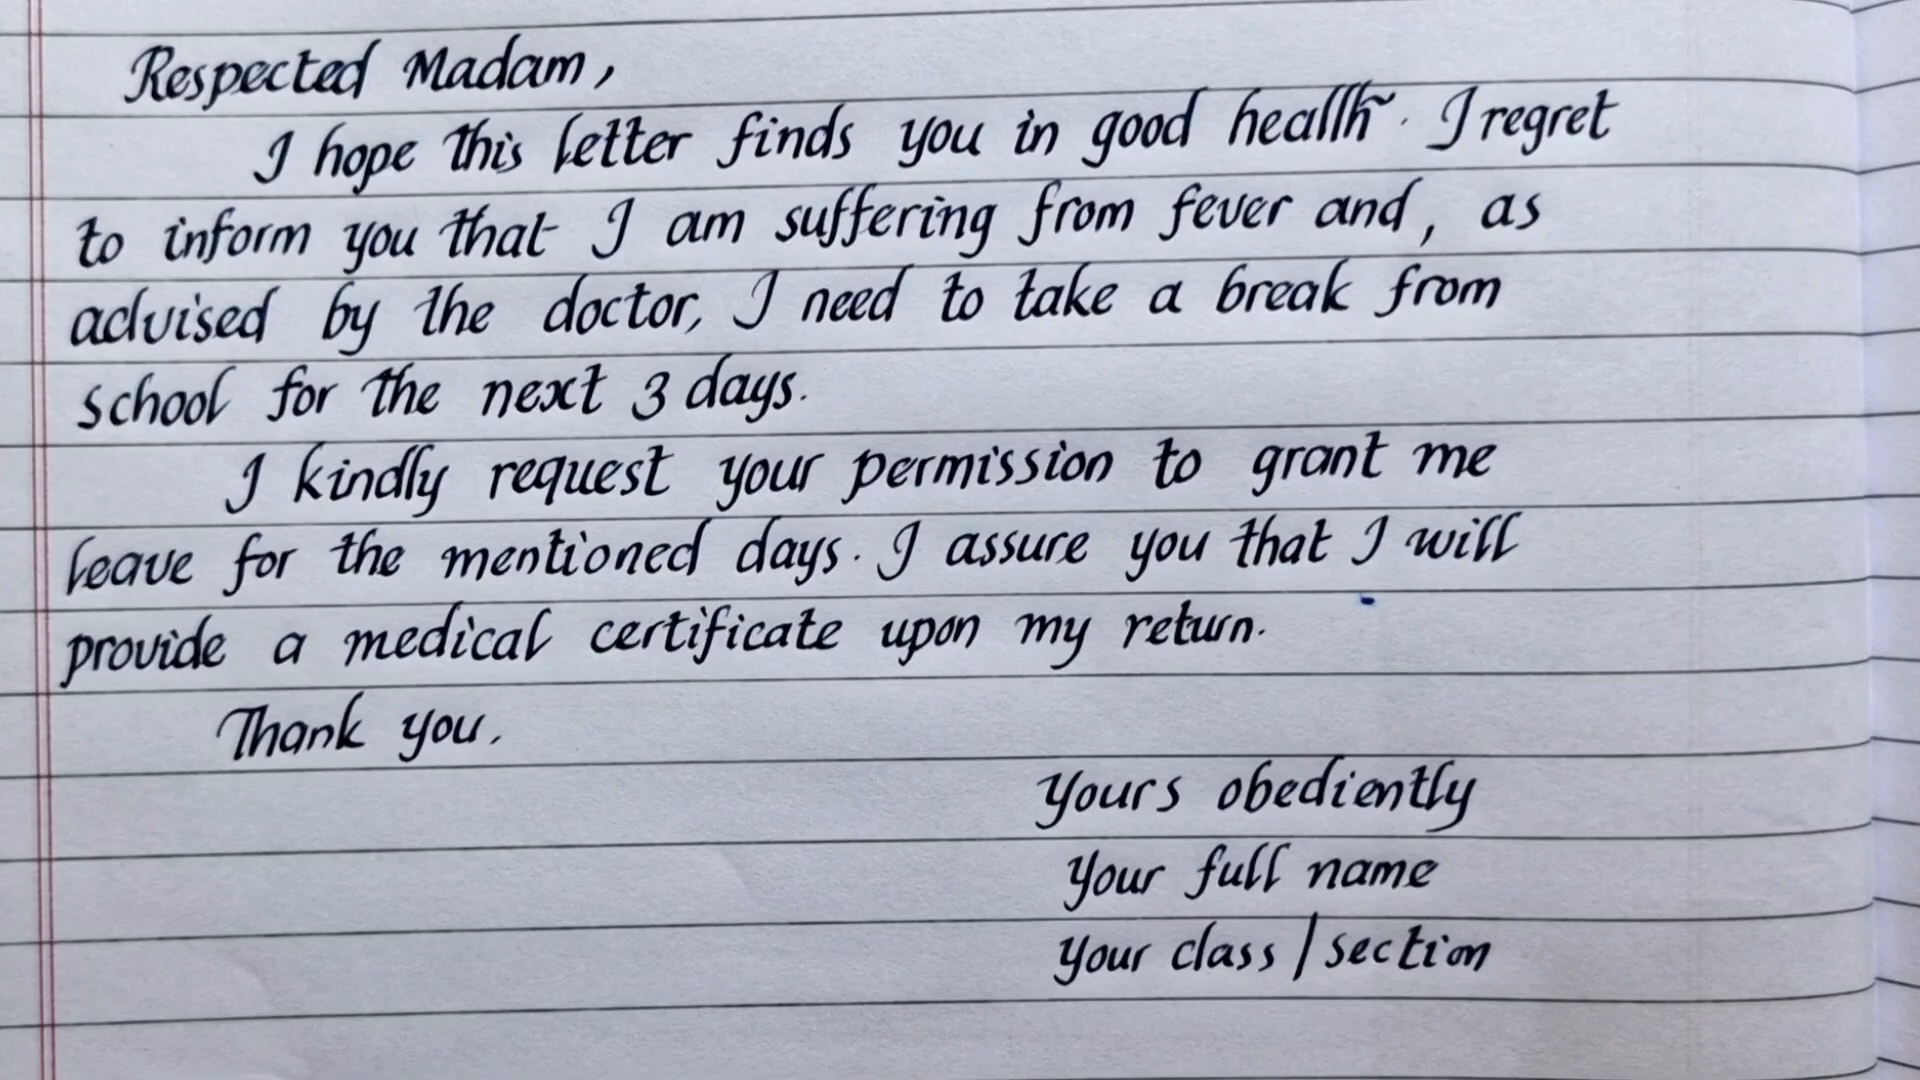 Respected Madam,
I hope this letter finds you in good health. I regret
to inform you that I am suffering from fever and, as
advised by the doctor, I need to take a break from
school for the next 3 days.
I kindly request your permission to grant me
leave for the mentioned days. I assure you that I will
provide a medical certificate upon my return.
Thank you.
Yours obediently
Your full name
Your class / section